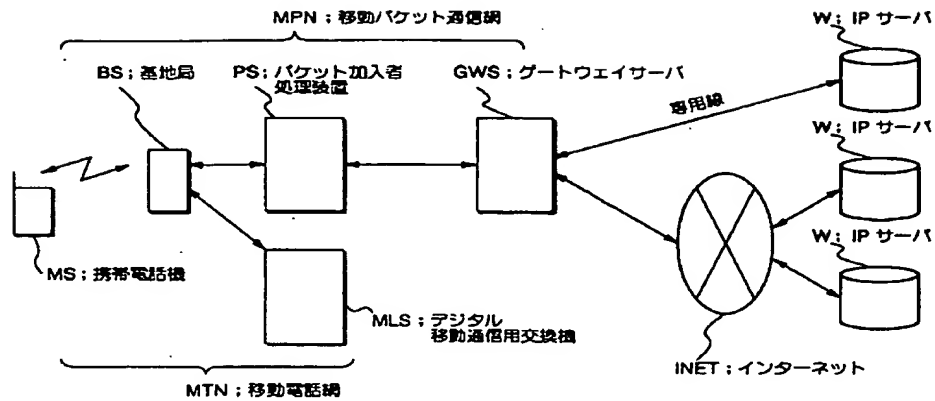 MPN；移動パケット通信網
W；IP サーバ
BS；基地局
PS；パケット加入者
処理装置
GWS；ゲートウェイサーバ
専用線
W；IP サーバ
W；IP サーバ
MS；携帯電話機
MLS；デジタル
移動通信用交換機
INET；インターネット
MTN；移動電話網